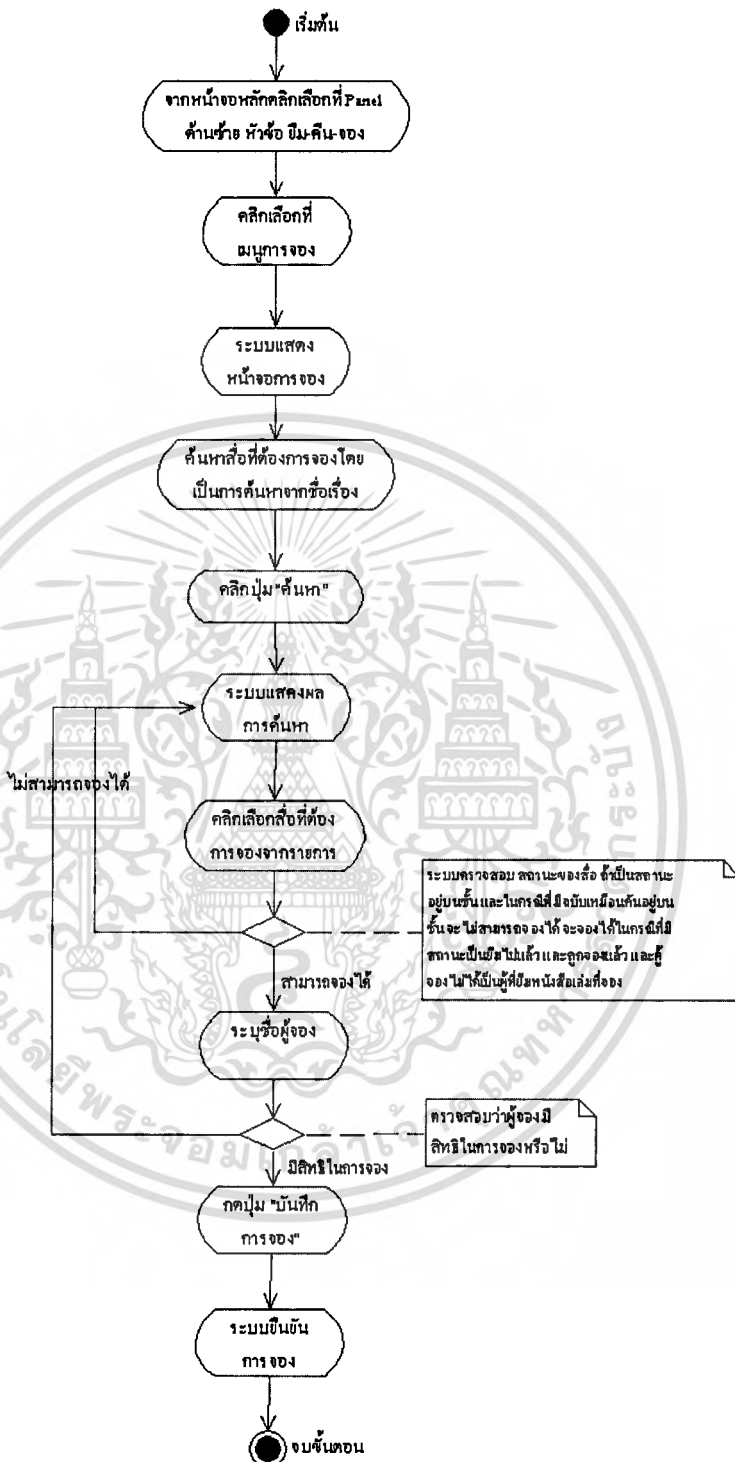 เริ่มต้น
จากหน้าจอหลักคลิกเลือกที่ Panel
ด้านซ้าย หัวข้อ ยืม-คืน-จอง
คลิกเลือกที่
เมนูการจอง
ระบบแสดง
หน้าจอการจอง
ค้นหาสื่อที่ต้องการจองโดย
เป็นการค้นหาจากชื่อเรื่อง
คลิกปุ่ม "ค้นหา"
ระบบแสดงผล
การค้นหา
ไม่สามารถจองได้
คลิกเลือกสื่อที่ต้อง
การจองจากรายการ
ระบบตรวจสอบ สถานะของสื่อ ถ้าเป็นสถานะ
อยู่บนชั้น และในกรณีที่มีฉบับเหมือนกันอยู่บน
ชั้นจะ ไม่สามารถจองได้ จะจองได้ในกรณีที่มี
สถานะเป็นยืมไปแล้ว และถูกจองแล้ว และผู้
จองไม่ได้เป็นผู้ที่ยืมหนังสือเล่มที่จอง
สามารถจองได้
ระบุชื่อผู้จอง
ตรวจสอบว่าผู้จองมี
สิทธิในการจองหรือไม่
มีสิทธิในการจอง
กดปุ่ม "บันทึก
การจอง"
ระบบยืนยัน
การจอง
จบขั้นตอน